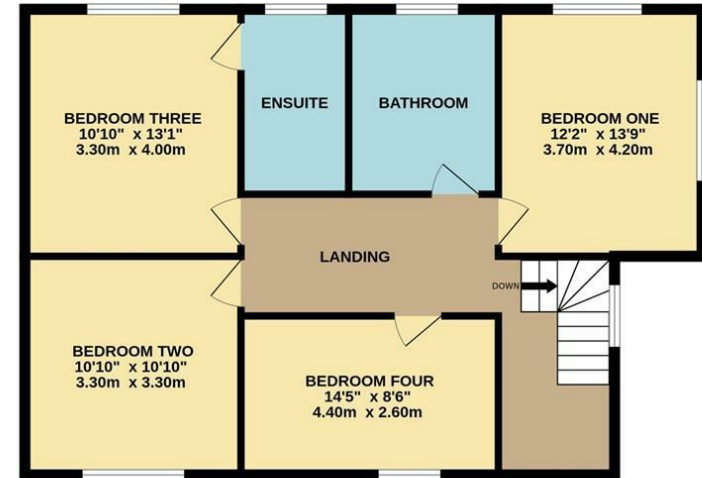 BEDROOM THREE
10'10" x 13'1"
3.30m x 4.00m
ENSUITE
BATHROOM
BEDROOM ONE
12'2" x 13'9"
3.70m x 4.20m
LANDING
DOWN
BEDROOM TWO
10'10" x 10'10"
3.30m x 3.30m
BEDROOM FOUR
14'5" x 8'6"
4.40m x 2.60m